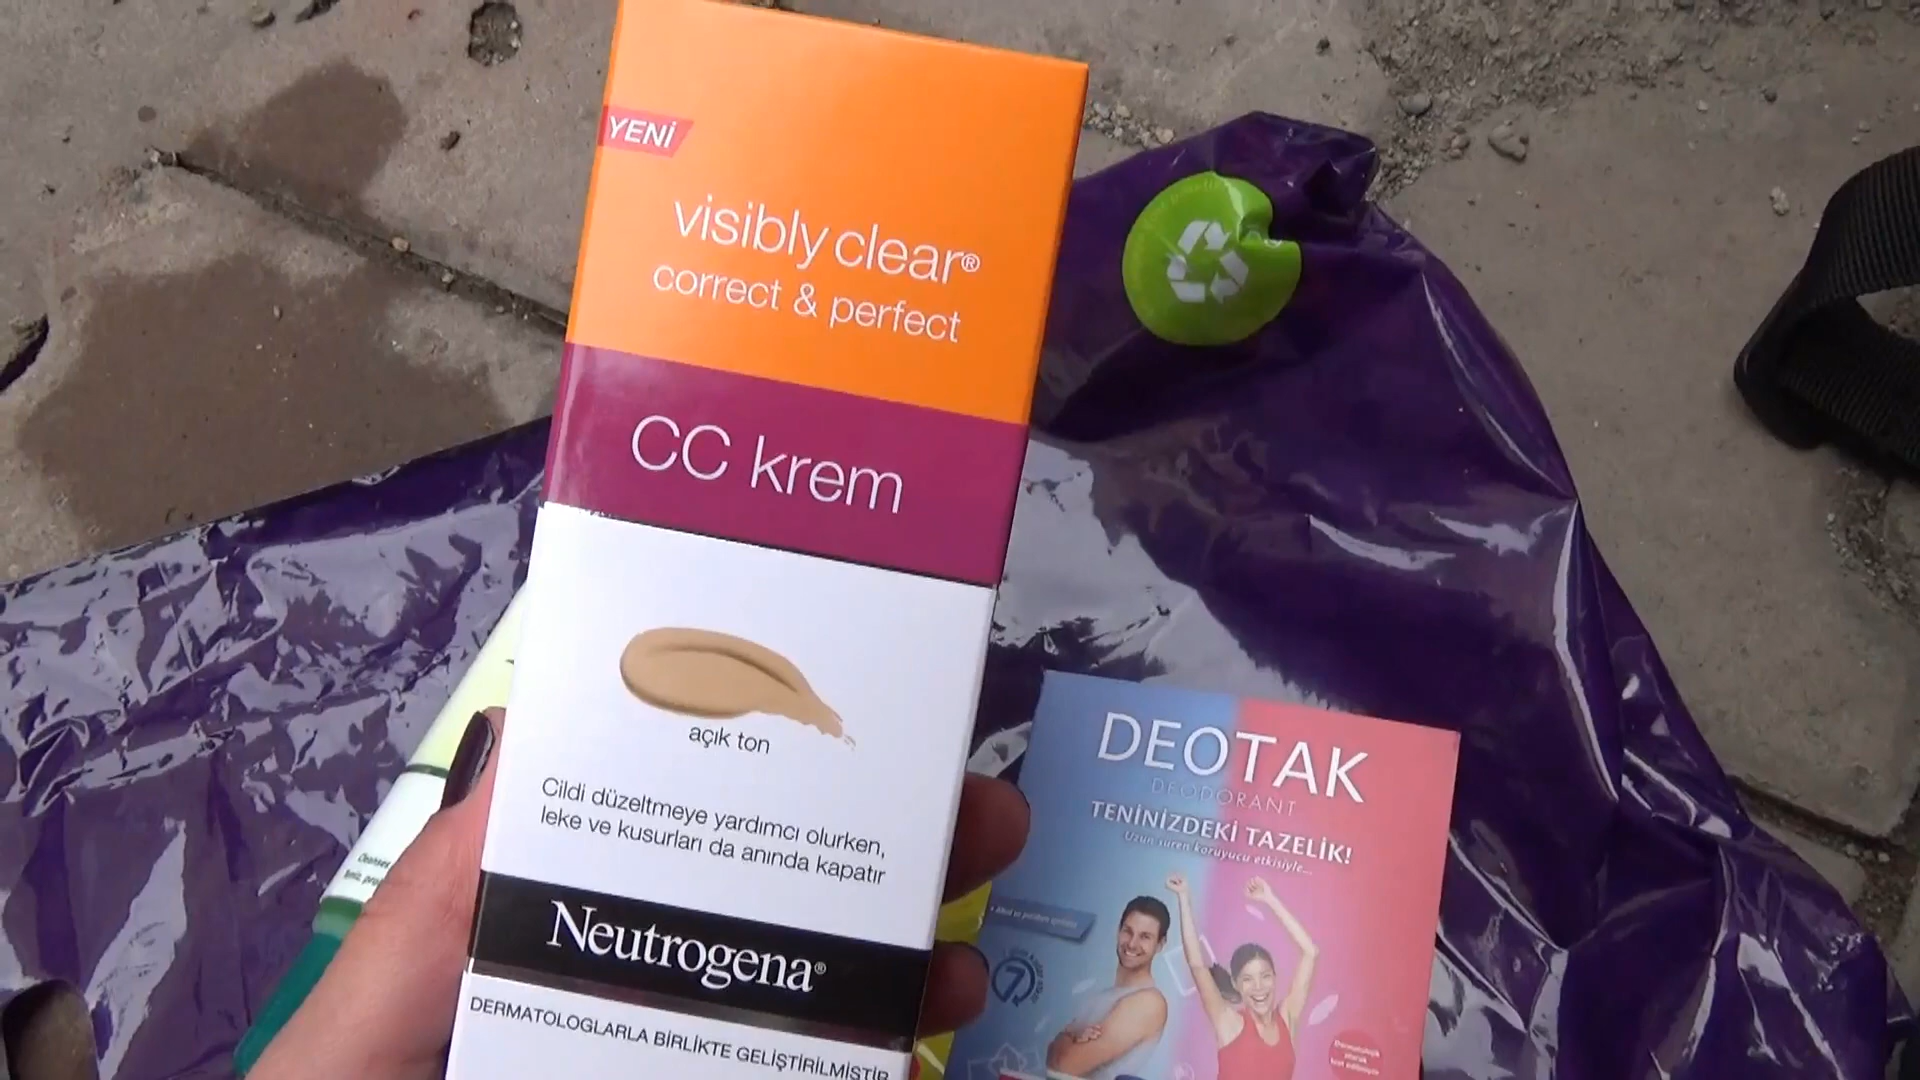 YENİ
visibly clear®
correct & perfect
CC krem
açık ton
Cildi düzeltmeye yardımcı olurken,
leke ve kusurları da anında kapatır
Neutrogena®
DERMATOLOGLARLA BİRLİKTE GELİŞTİRİLMİŞTİR
DEOTAK
DEODORANT
TENİNİZDEKİ TAZELİK!
Uzun süren koruyucu etkisiyle...
7
Cleanses